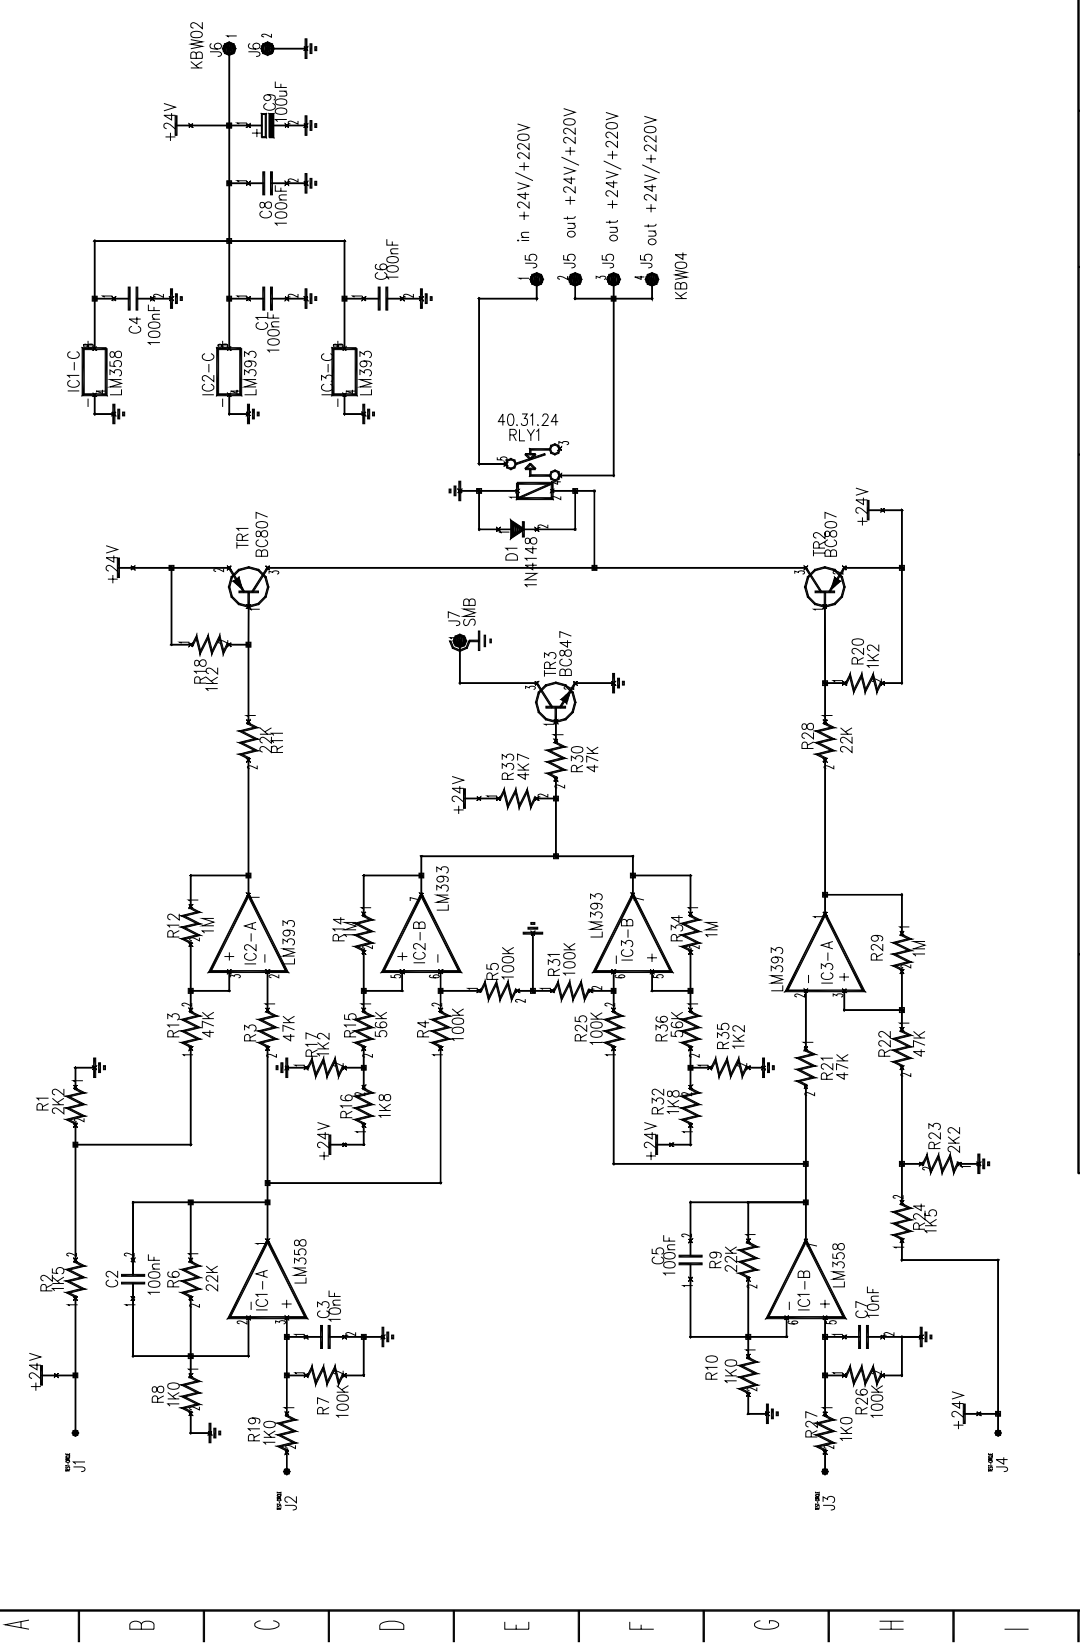 KBW02
J6 1
J6 2
+24V
C9
100uF
C8
100nF
C4
100nF
C1
100nF
C6
100nF
IC1-C
LM358
IC2-C
LM393
IC3-C
LM393
J5 in +24V/+220V
J5 out +24V/+220V
J5 out +24V/+220V
J5 out +24V/+220V
1
2
3
4
KBW04
40.31.24
RLY1
D1
1N4148
+24V
TR1
BC807
R18
1K2
22K
R11
J7
SMB
TR3
BC847
R33
4K7
+24V
R30
47K
+24V
TR2
BC807
R20
1K2
R28
22K
R12
1M
IC2-A
LM393
R13
47K
R3
47K
R14
1M
IC2-B
LM393
R15
56K
R4
100K
R5
100K
R31
100K
R17
1K2
R16
1K8
+24V
IC3-B
LM393
R34
1M
R25
100K
R36
56K
R35
1K2
R32
1K8
+24V
IC3-A
LM393
R29
1M
R21
47K
R22
47K
R23
2K2
R24
1K5
R1
2K2
R2
1K5
+24V
J1
C2
100nF
R6
22K
IC1-A
LM358
R8
1K0
C3
10nF
R7
100K
R19
1K0
J2
C5
100nF
R9
22K
IC1-B
LM358
R10
1K0
C7
10nF
R26
100K
R27
1K0
J3
+24V
J4
A
B
C
D
E
F
G
H
I